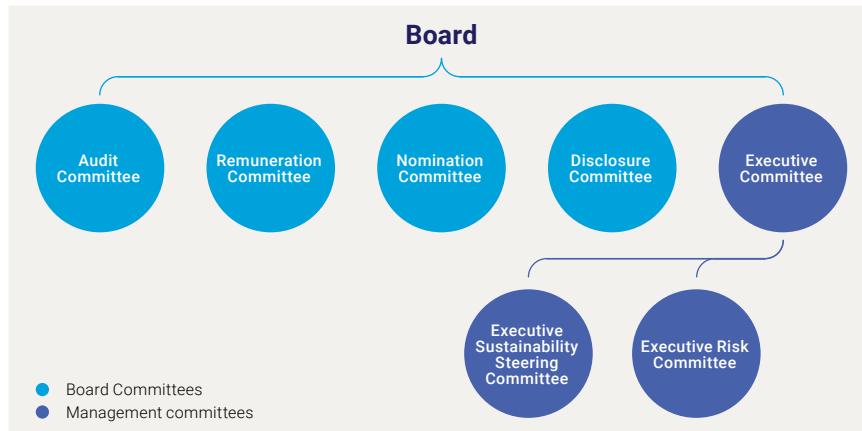 Board
Audit
Committee
Remuneration
Committee
Nomination
Committee
Disclosure
Committee
Executive
Committee
Executive
Sustainability
Steering
Committee
Executive Risk
Committee
Board Committees
Management committees